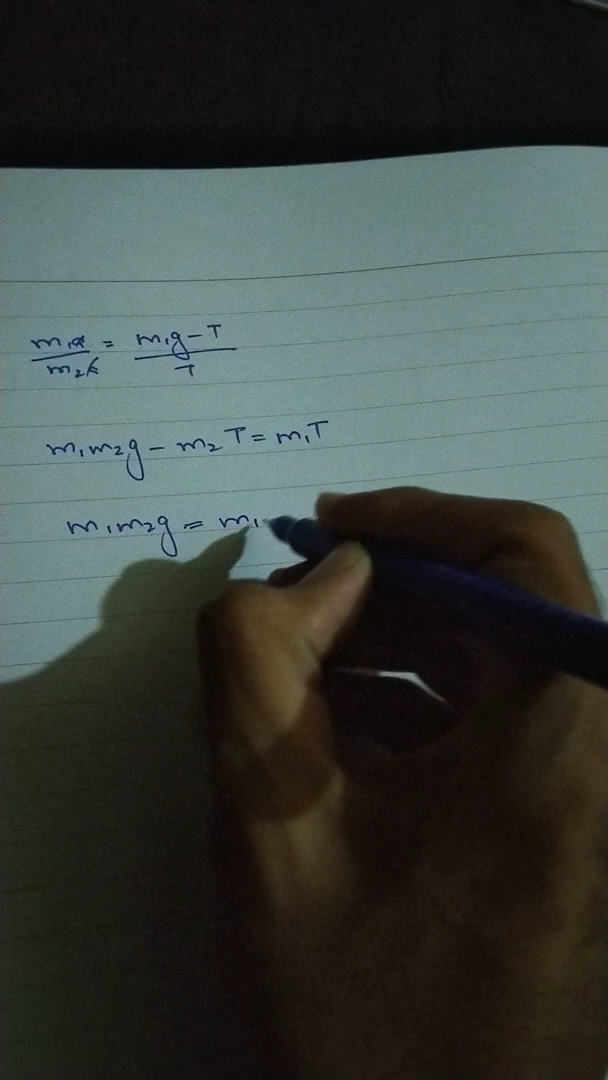 m₁a/m₂a = m₁g-T/T
m₁m₂g - m₂T = m₁T
m₁m₂g = m₁